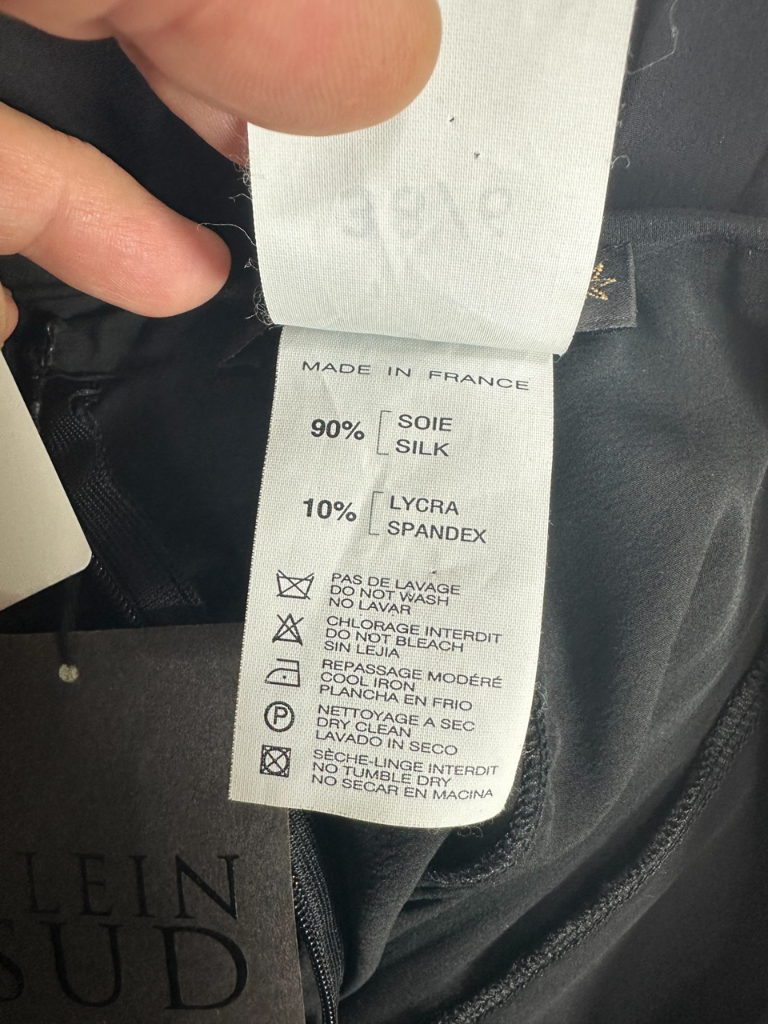 MADE IN FRANCE
90% SOIE
SILK
10% LYCRA
SPANDEX
PAS DE LAVAGE
DO NOT WASH
NO LAVAR
CHLORAGE INTERDIT
DO NOT BLEACH
SIN LEJIA
REPASSAGE MODÉRÉ
COOL IRON
PLANCHA EN FRIO
P
NETTOYAGE A SEC
DRY CLEAN
LAVADO IN SECO
SÈCHE-LINGE INTERDIT
NO TUMBLE DRY
NO SECAR EN MACINA
LEIN
SUD